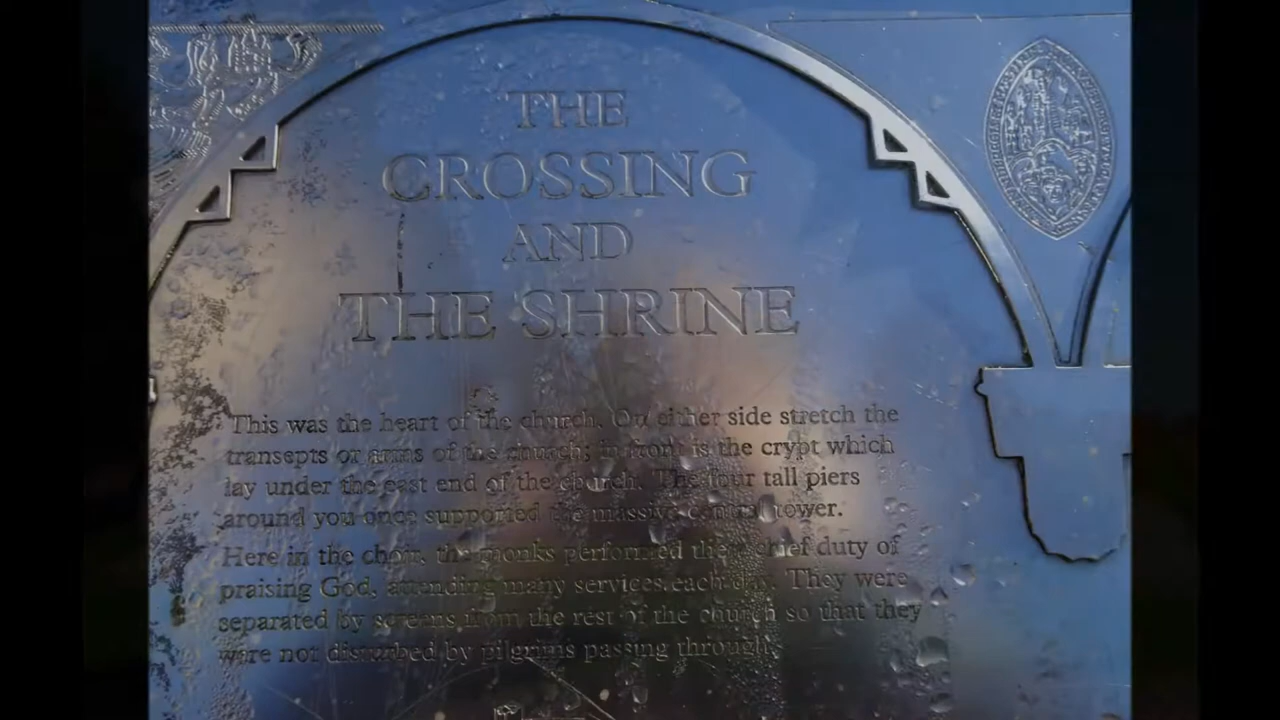 THE
CROSSING
AND
THE SHRINE
This was the heart of the church. On either side stretch the
transepts or arms of the church; in front is the crypt which
lay under the east end of the church. The four tall piers
around you once supported the massive central tower.
Here in the choir, the monks performed their chief duty of
praising God, attending many services each day. They were
separated by screens from the rest of the church so that they
were not disturbed by pilgrims passing through.